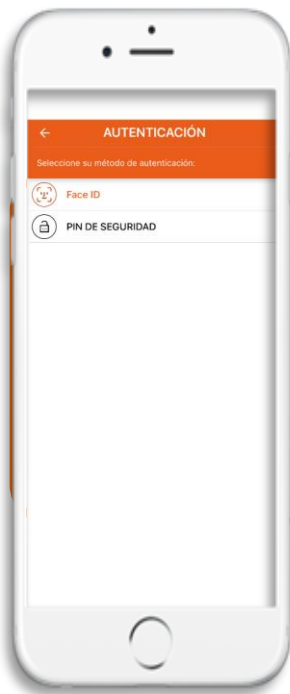 AUTENTICACIÓN
Seleccione su método de autenticación:
Face ID
PIN DE SEGURIDAD